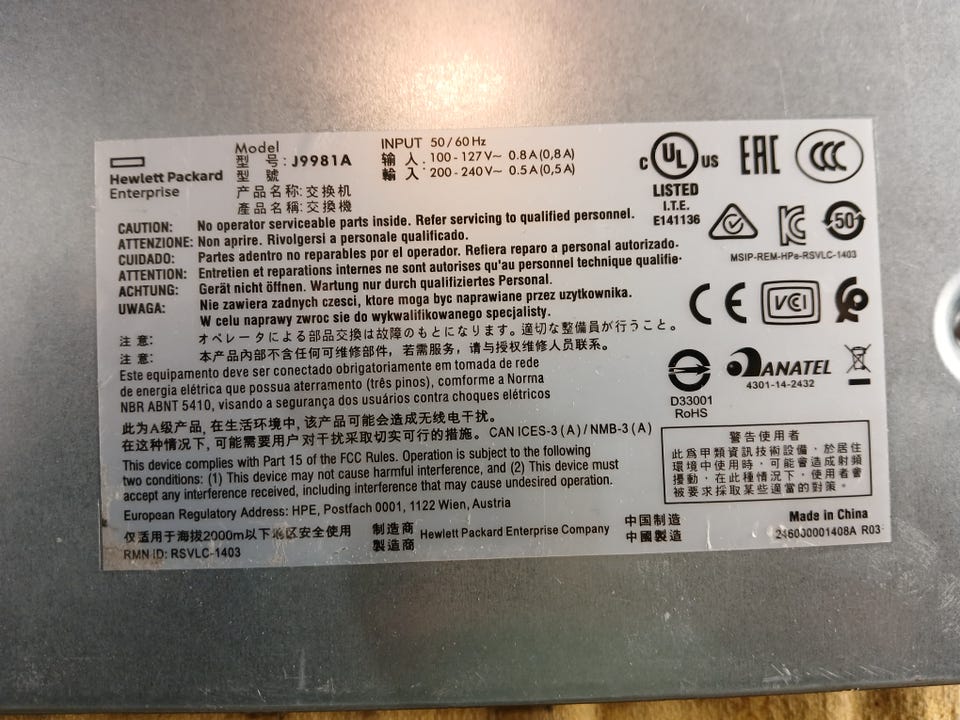 Hewlett Packard
Enterprise
Model
型 号: J9981A
型 號
产品名称: 交换机
產品名稱: 交換機
INPUT 50/60 Hz
输 入 . 100 - 127 V~ 0.8 A (0,8 A)
輸 入 . 200 - 240 V~ 0.5 A (0,5 A)
c UL US
LISTED
I.T.E.
E141136
EAC
CCC
50
MSIP-REM-HPe-RSVLC-1403
CAUTION: No operator serviceable parts inside. Refer servicing to qualified personnel.
ATTENZIONE: Non aprire. Rivolgersi a personale qualificato.
CUIDADO: Partes adentro no reparables por el operador. Refiera reparo a personal autorizado.
ATTENTION: Entretien et reparations internes ne sont autorises qu'au personnel technique qualifie.
ACHTUNG: Gerät nicht öffnen. Wartung nur durch qualifiziertes Personal.
UWAGA: Nie zawiera zadnych czesci, ktore moga byc naprawiane przez uzytkownika.
W celu naprawy zwroc sie do wykwalifikowanego specjalisty.
注 意: オペレータによる部品交換は故障のもとになります。適切な整備員が行うこと。
注 意: 本产品内部不含任何可维修部件, 若需服务, 请与授权维修人员联系。
CE
VCI
Este equipamento deve ser conectado obrigatoriamente em tomada de rede
de energia elétrica que possua aterramento (três pinos), comforme a Norma
NBR ABNT 5410, visando a segurança dos usuários contra choques elétricos
D33001
RoHS
ANATEL
4301-14-2432
此为A级产品, 在生活环境中, 该产品可能会造成无线电干扰。
在这种情况下, 可能需要用户对干扰采取切实可行的措施。 CAN ICES-3 (A) / NMB-3 (A)
This device complies with Part 15 of the FCC Rules. Operation is subject to the following
two conditions: (1) This device may not cause harmful interference, and (2) This device must
accept any interference received, including interference that may cause undesired operation.
警告使用者
此為甲類資訊技術設備, 於居住
環境中使用時, 可能會造成射頻
擾動, 在此種情況下, 使用者會
被要求採取某些適當的對策。
European Regulatory Address: HPE, Postfach 0001, 1122 Wien, Austria
仅适用于海拔2000m以下地区安全使用
RMN ID: RSVLC-1403
制造商
製造商
Hewlett Packard Enterprise Company
中国制造
中國製造
Made in China
2460J0001408A R03